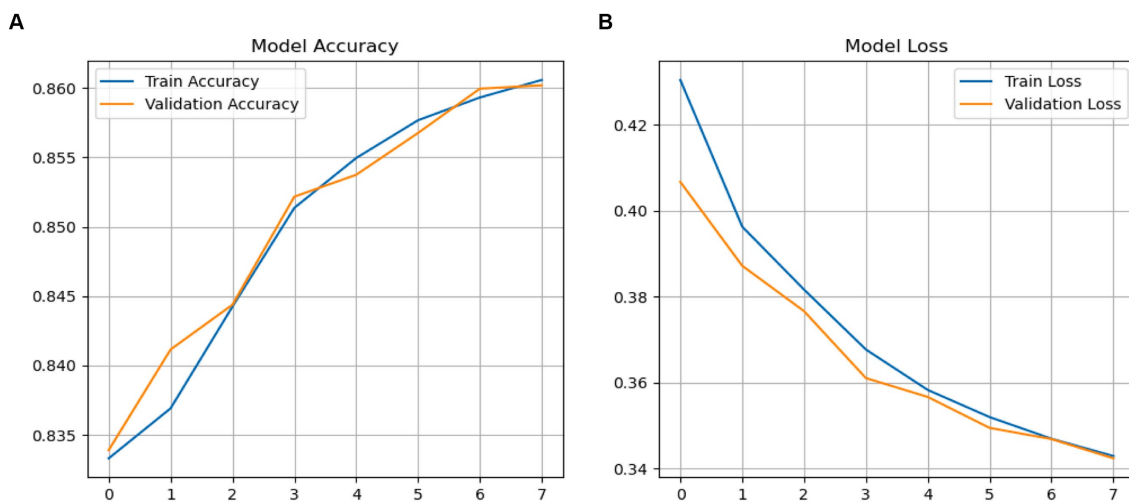 A
Model Accuracy
Train Accuracy
Validation Accuracy
0.860
0.855
0.850
0.845
0.840
0.835
0 1 2 3 4 5 6 7
B
Model Loss
Train Loss
Validation Loss
0.42
0.40
0.38
0.36
0.34
0 1 2 3 4 5 6 7